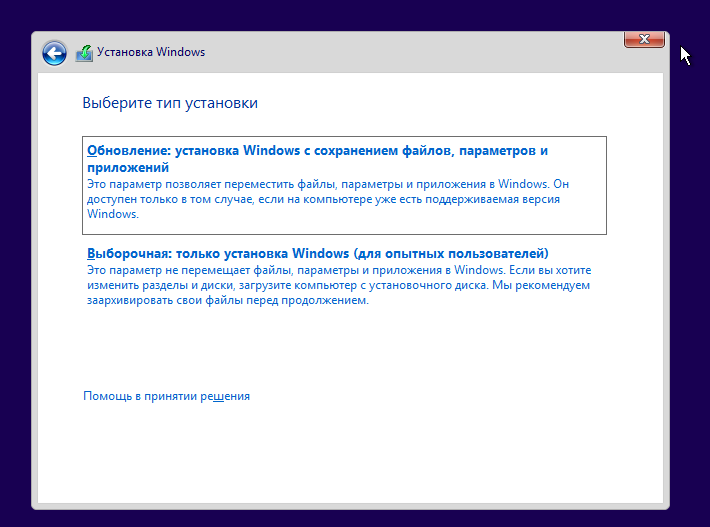 Установка Windows
Выберите тип установки
Обновление: установка Windows с сохранением файлов, параметров и
приложений
Это параметр позволяет переместить файлы, параметры и приложения в Windows. Он
доступен только в том случае, если на компьютере уже есть поддерживаемая версия
Windows.
Выборочная: только установка Windows (для опытных пользователей)
Это параметр не перемещает файлы, параметры и приложения в Windows. Если вы хотите
изменить разделы и диски, загрузите компьютер с установочного диска. Мы рекомендуем
заархивировать свои файлы перед продолжением.
Помощь в принятии решения